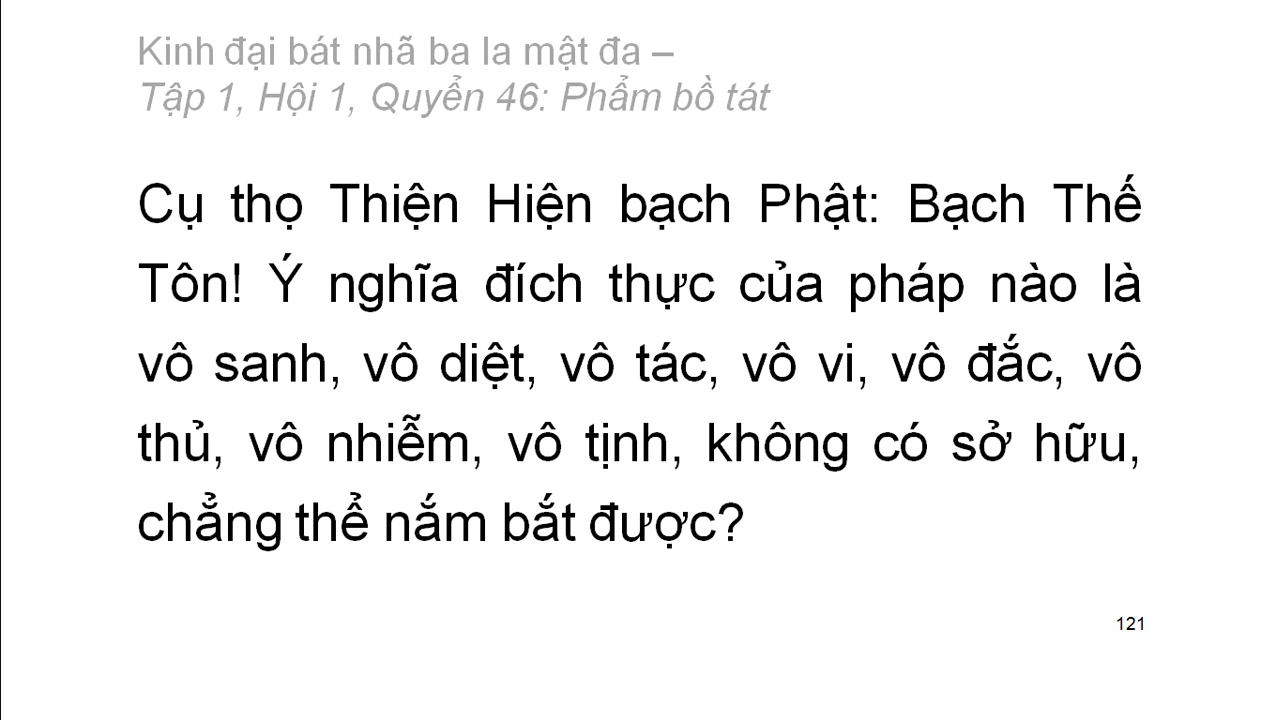 Kinh đại bát nhã ba la mật đa –
Tập 1, Hội 1, Quyển 46: Phẩm bồ tát
Cụ thọ Thiện Hiện bạch Phật: Bạch Thế
Tôn! Ý nghĩa đích thực của pháp nào là
vô sanh, vô diệt, vô tác, vô vi, vô đắc, vô
thủ, vô nhiễm, vô tịnh, không có sở hữu,
chẳng thể nắm bắt được?
121